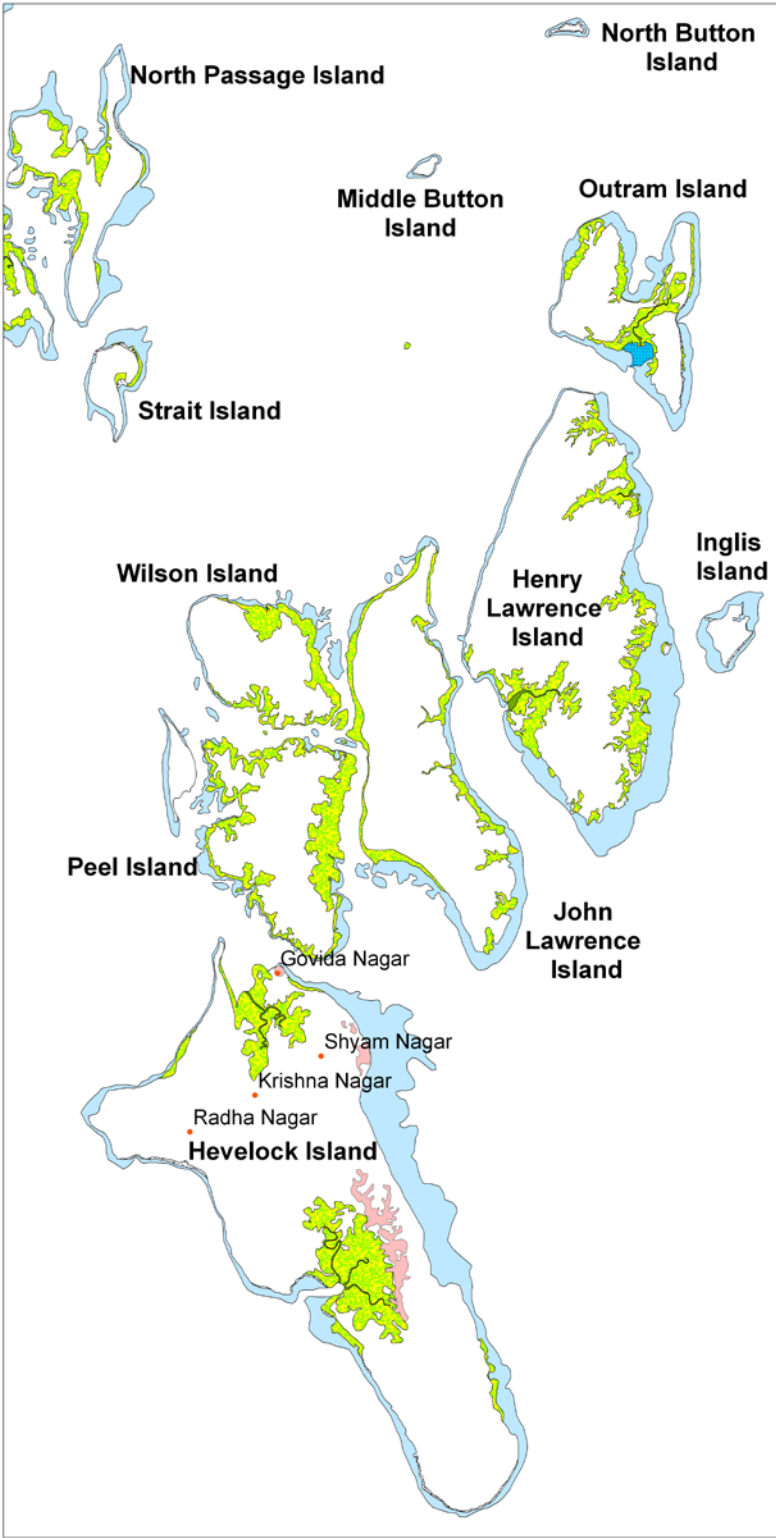 North Button
Island
North Passage Island
Middle Button
Island
Outram Island
Strait Island
Inglis
Island
Wilson Island
Henry
Lawrence
Island
Peel Island
John
Lawrence
Island
Govida Nagar
Shyam Nagar
Krishna Nagar
Radha Nagar
Hevelock Island